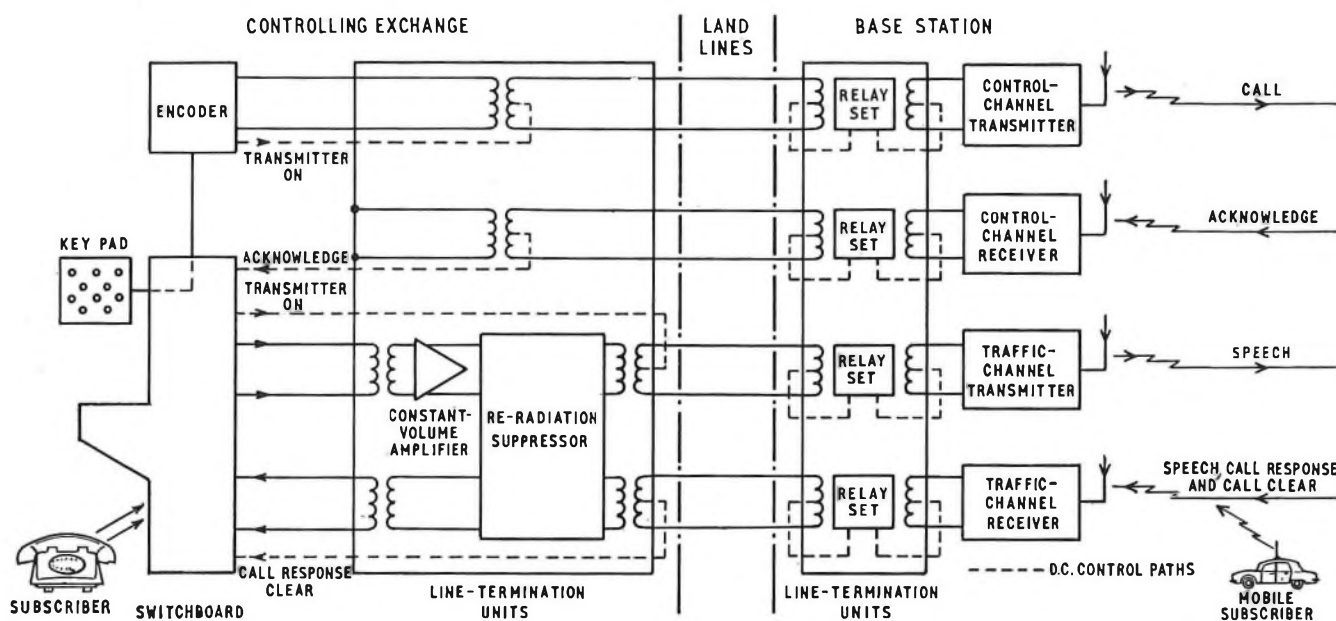 CONTROLLING EXCHANGE
LAND
LINES
BASE STATION
ENCODER
TRANSMITTER
ON
RELAY
SET
CONTROL-
CHANNEL
TRANSMITTER
CALL
KEY PAD
ACKNOWLEDGE
RELAY
SET
CONTROL-
CHANNEL
RECEIVER
ACKNOWLEDGE
TRANSMITTER
ON
CONSTANT-
VOLUME
AMPLIFIER
RE-RADIATION
SUPPRESSOR
RELAY
SET
TRAFFIC-
CHANNEL
TRANSMITTER
SPEECH
RELAY
SET
TRAFFIC-
CHANNEL
RECEIVER
SPEECH CALL RESPONSE
AND CALL CLEAR
SUBSCRIBER
SWITCHBOARD
CALL RESPONSE
CLEAR
LINE-TERMINATION
UNITS
LINE-TERMINATION
UNITS
D.C. CONTROL PATHS
MOBILE
SUBSCRIBER